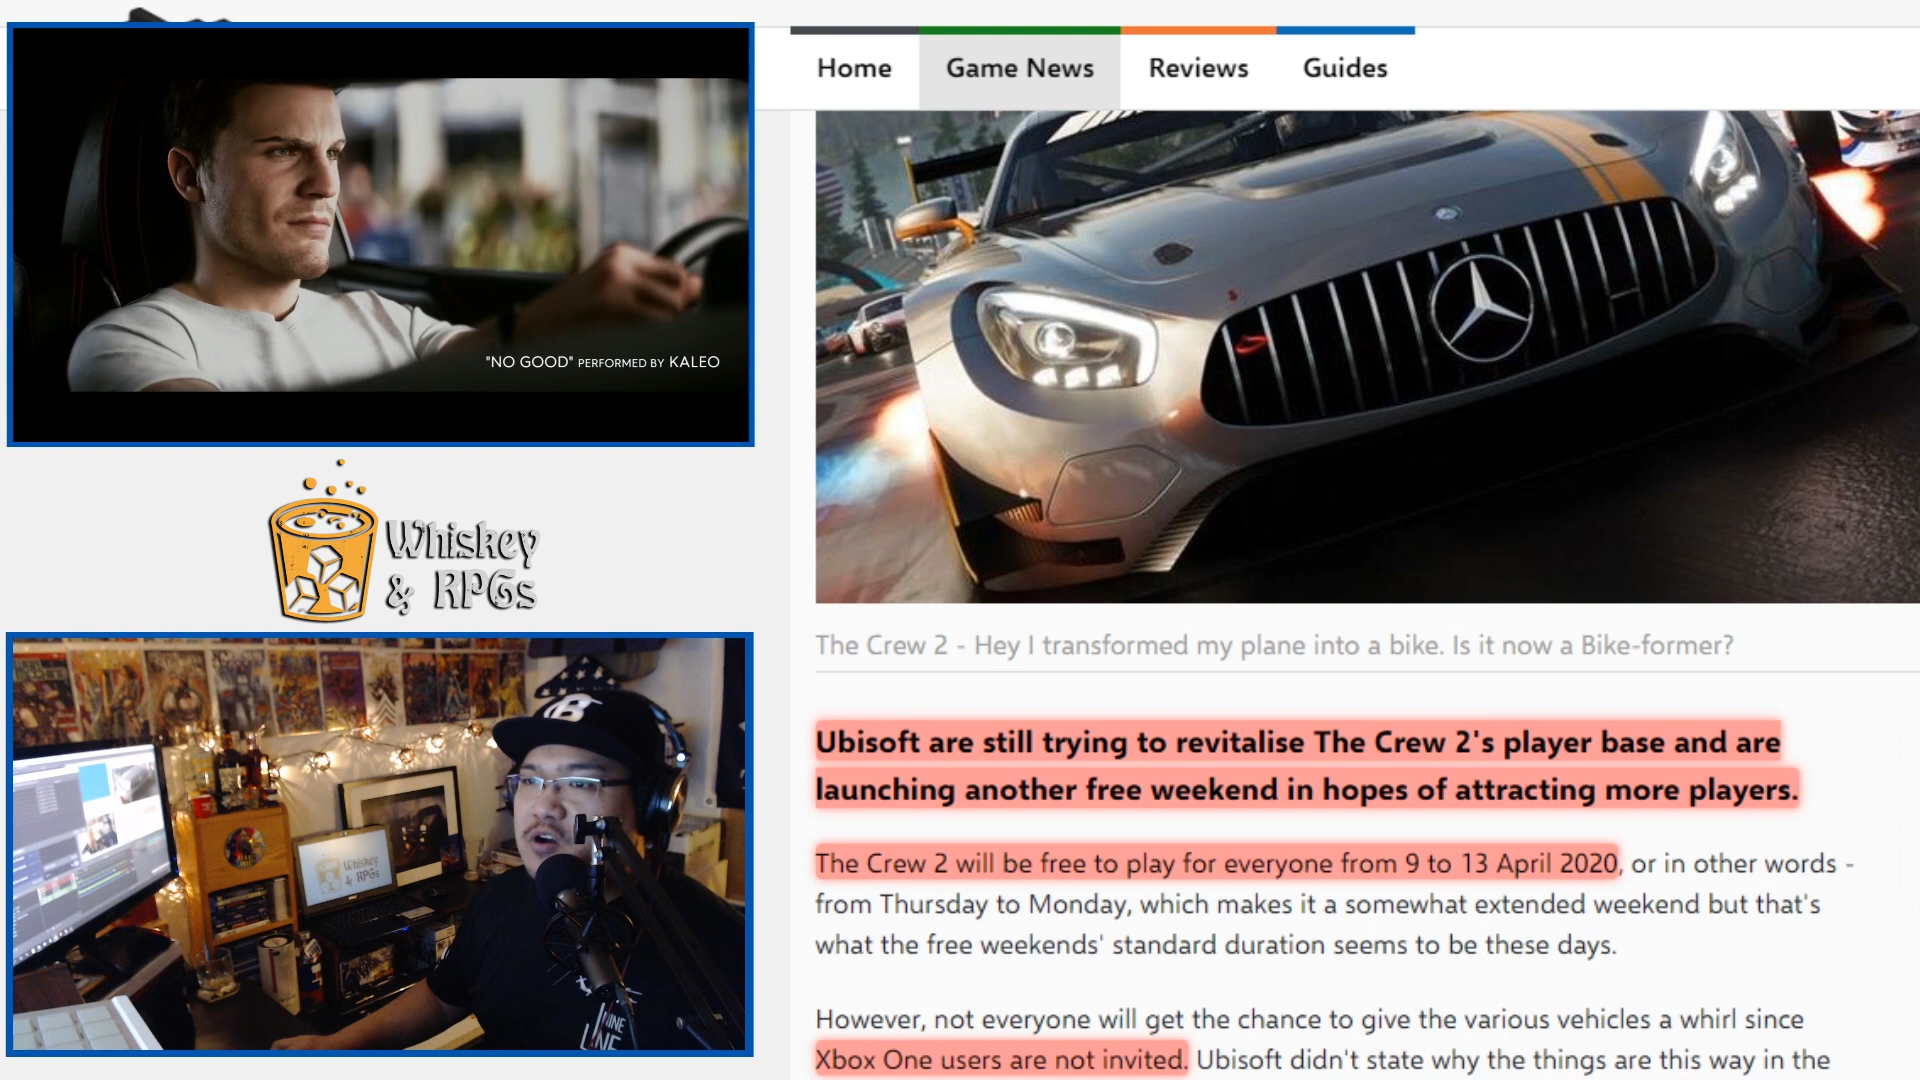 Home
Game News
Reviews
Guides
"NO GOOD" PERFORMED BY KALEO
Whiskey
& RPGs
Whiskey
& RPGs
NINE
LINE
The Crew 2 - Hey I transformed my plane into a bike. Is it now a Bike-former?
Ubisoft are still trying to revitalise The Crew 2's player base and are
launching another free weekend in hopes of attracting more players.
The Crew 2 will be free to play for everyone from 9 to 13 April 2020, or in other words -
from Thursday to Monday, which makes it a somewhat extended weekend but that's
what the free weekends' standard duration seems to be these days.
However, not everyone will get the chance to give the various vehicles a whirl since
Xbox One users are not invited. Ubisoft didn't state why the things are this way in the